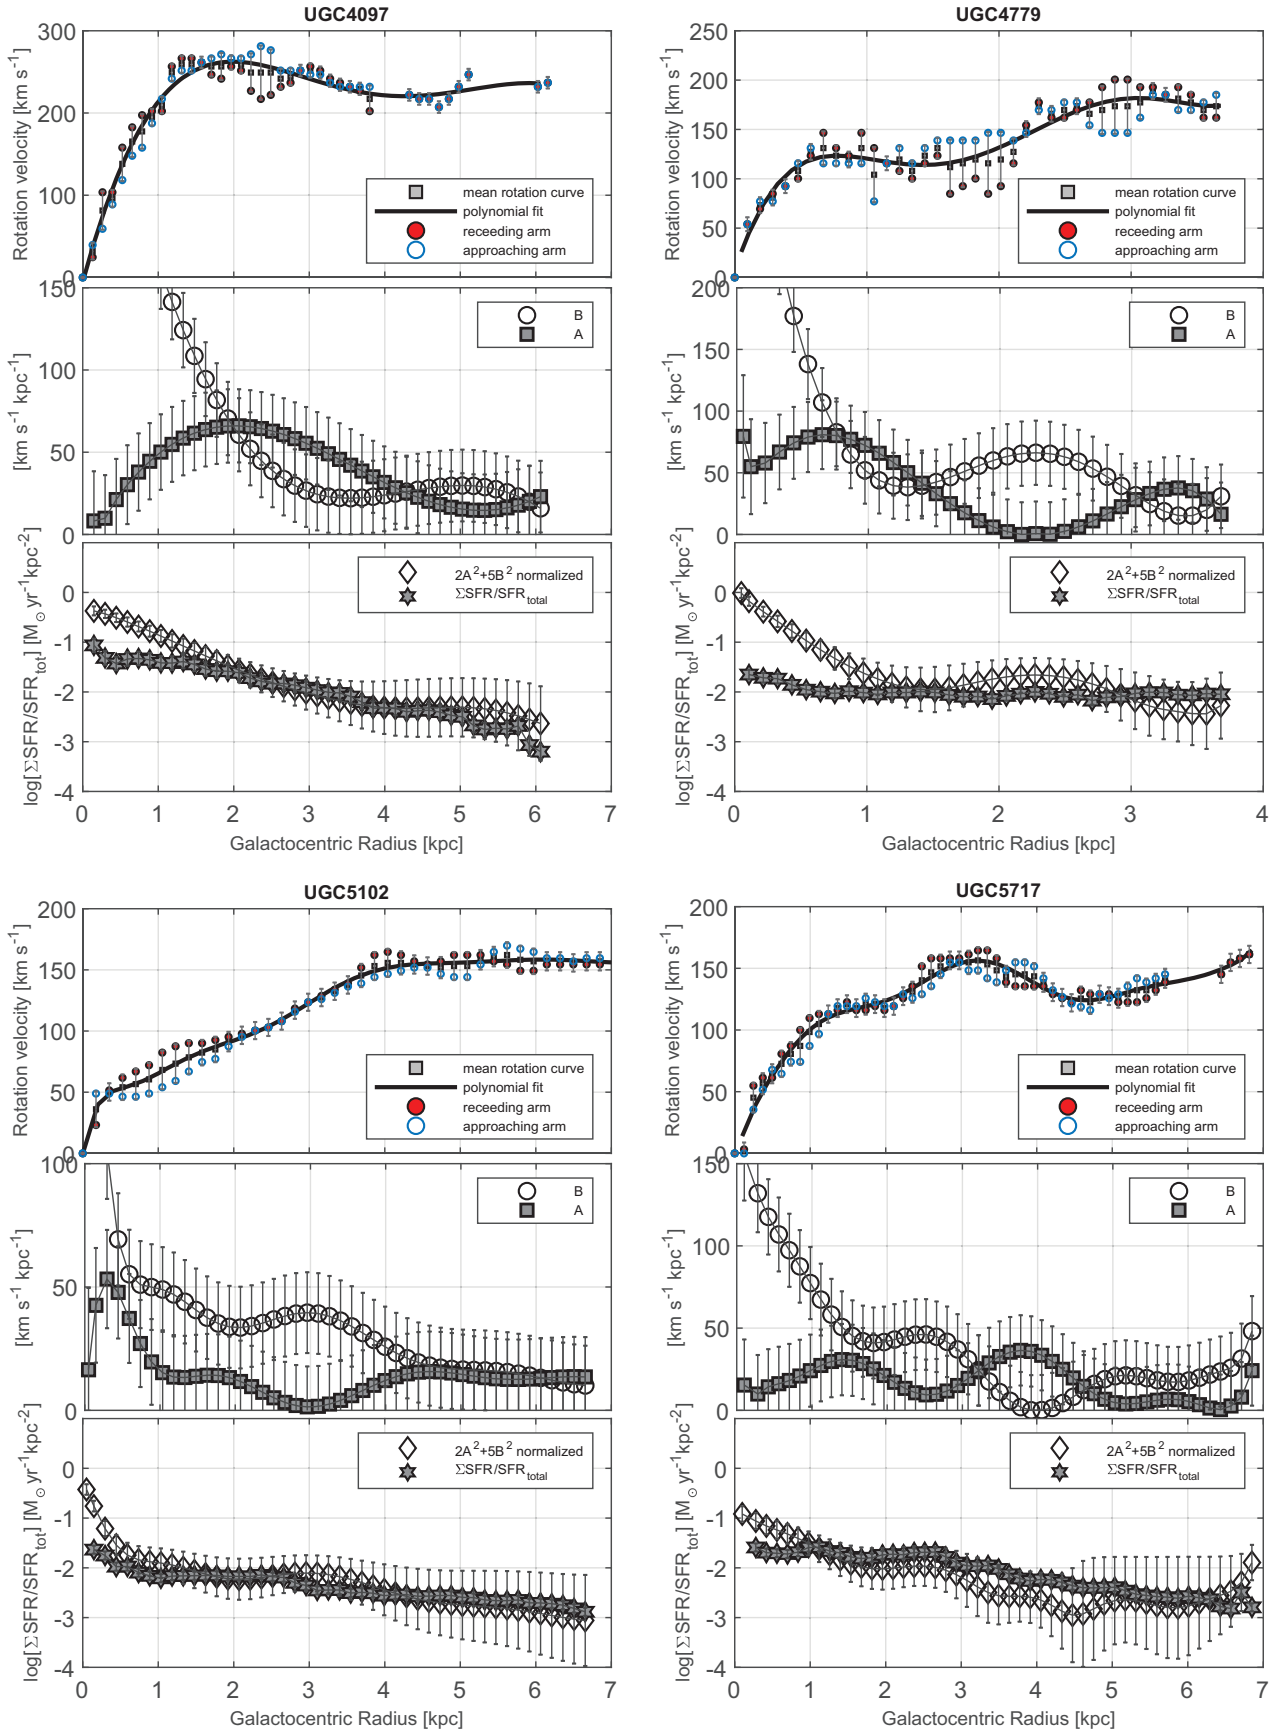 UGC4097
300
200
100
0
Rotation velocity [km s-1]
mean rotation curve
polynomial fit
receeding arm
approaching arm
150
100
50
0
[km s-1 kpc-1]
B
A
0
-1
-2
-3
-4
log[ΣSFR/SFRtot] [M⊙ yr-1kpc-2]
2A2+5B2 normalized
ΣSFR/SFRtotal
0 1 2 3 4 5 6 7
Galactocentric Radius [kpc]
UGC4779
250
200
150
100
50
0
Rotation velocity [km s-1]
mean rotation curve
polynomial fit
receeding arm
approaching arm
200
150
100
50
0
[km s-1 kpc-1]
B
A
0
-1
-2
-3
-4
log[ΣSFR/SFRtot] [M⊙ yr-1kpc-2]
2A2+5B2 normalized
ΣSFR/SFRtotal
0 1 2 3 4
Galactocentric Radius [kpc]
UGC5102
200
150
100
50
0
Rotation velocity [km s-1]
mean rotation curve
polynomial fit
receeding arm
approaching arm
100
50
0
[km s-1 kpc-1]
B
A
0
-1
-2
-3
-4
log[ΣSFR/SFRtot] [M⊙ yr-1kpc-2]
2A2+5B2 normalized
ΣSFR/SFRtotal
0 1 2 3 4 5 6 7
Galactocentric Radius [kpc]
UGC5717
200
150
100
50
0
Rotation velocity [km s-1]
mean rotation curve
polynomial fit
receeding arm
approaching arm
150
100
50
0
[km s-1 kpc-1]
B
A
0
-1
-2
-3
-4
log[ΣSFR/SFRtot] [M⊙ yr-1kpc-2]
2A2+5B2 normalized
ΣSFR/SFRtotal
0 1 2 3 4 5 6 7
Galactocentric Radius [kpc]